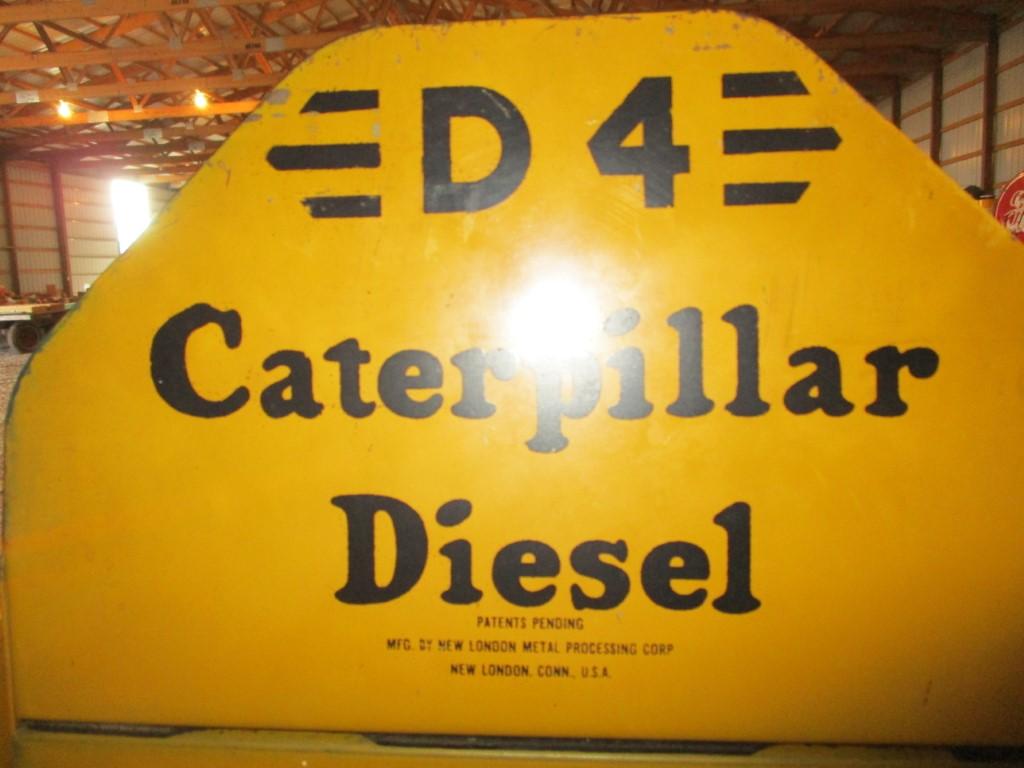 D 4
Caterpillar
Diesel
PATENTS PENDING
MFG. BY NEW LONDON METAL PROCESSING CORP
NEW LONDON, CONN., U.S.A.